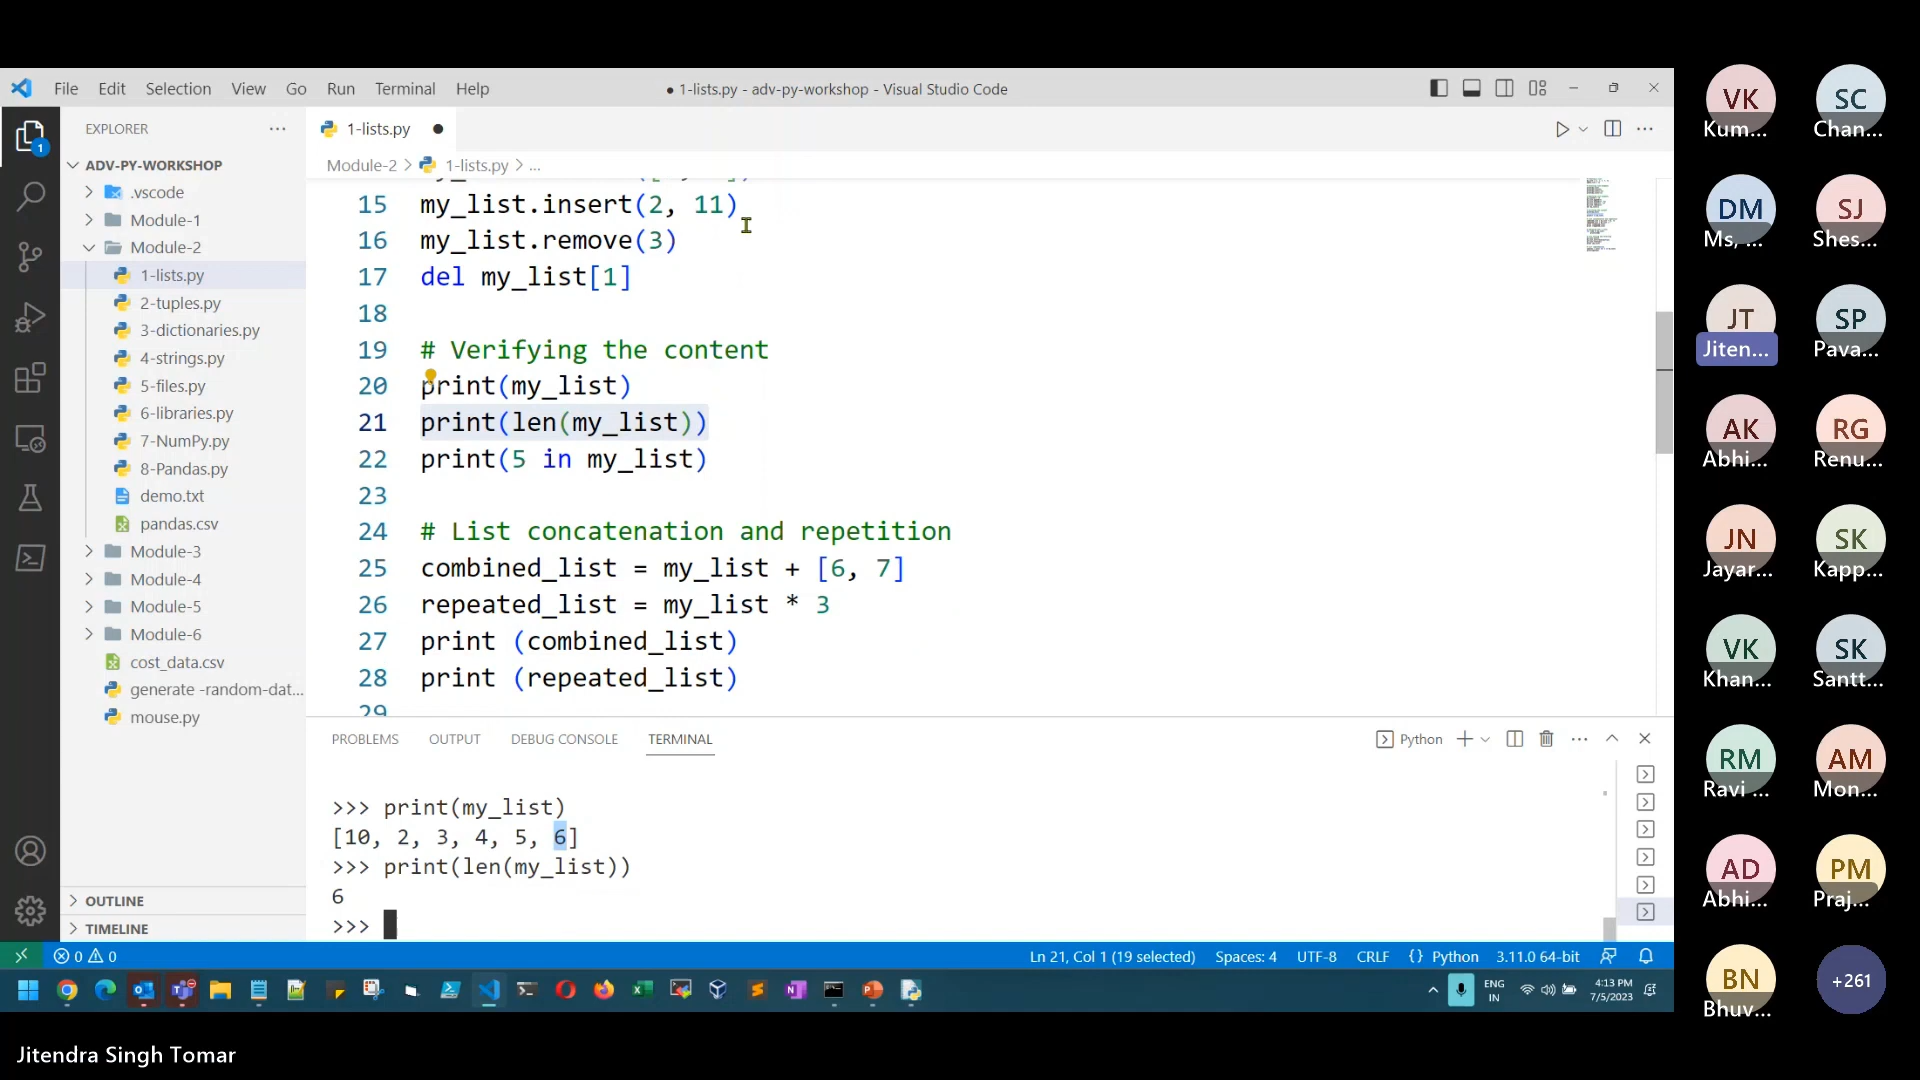 File Edit Selection View Go Run Terminal Help
● 1-lists.py - adv-py-workshop - Visual Studio Code
EXPLORER
1
ADV-PY-WORKSHOP
.vscode
Module-1
Module-2
1-lists.py
2-tuples.py
3-dictionaries.py
4-strings.py
5-files.py
6-libraries.py
7-NumPy.py
8-Pandas.py
demo.txt
pandas.csv
Module-3
Module-4
Module-5
Module-6
cost_data.csv
generate -random-dat...
mouse.py
OUTLINE
TIMELINE
1-lists.py
Module-2 > 1-lists.py > ...
15 my_list.insert(2, 11)
16 my_list.remove(3)
17 del my_list[1]
18
19 # Verifying the content
20 print(my_list)
21 print(len(my_list))
22 print(5 in my_list)
23
24 # List concatenation and repetition
25 combined_list = my_list + [6, 7]
26 repeated_list = my_list * 3
27 print (combined_list)
28 print (repeated_list)
29
PROBLEMS OUTPUT DEBUG CONSOLE TERMINAL
Python
>>> print(my_list)
[10, 2, 3, 4, 5, 6]
>>> print(len(my_list))
6
>>>
0 0
Ln 21, Col 1 (19 selected) Spaces: 4 UTF-8 CRLF {} Python 3.11.0 64-bit
ENG
IN
4:13 PM
7/5/2023
VK
Kum...
SC
Chan...
DM
Ms, ...
SJ
Shes...
JT
Jiten...
SP
Pava...
AK
Abhi...
RG
Renu...
JN
Jayar...
SK
Kapp...
VK
Khan...
SK
Santt...
RM
Ravi ...
AM
Mon...
AD
Abhi...
PM
Praj...
BN
Bhuv...
+261
Jitendra Singh Tomar